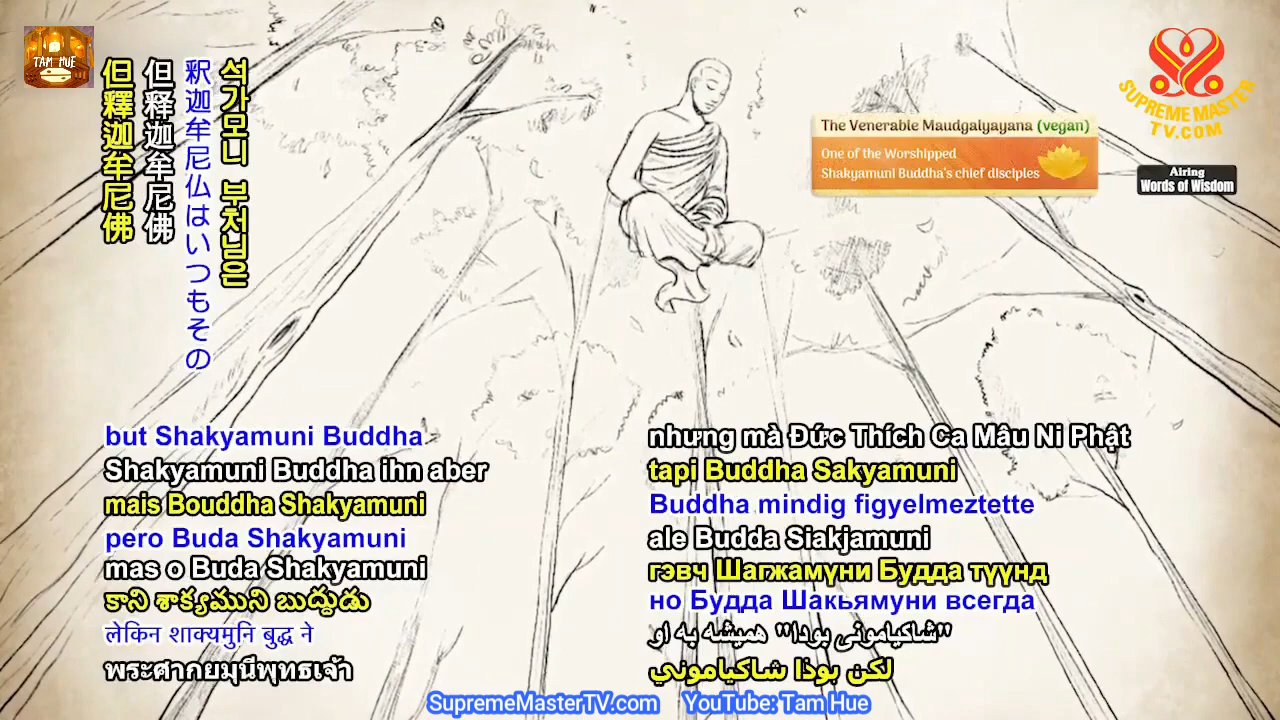 TAM HUE
但釋迦牟尼佛
但释迦牟尼佛
釈迦牟尼仏はいつもその
석가모니 부처님은
The Venerable Maudgalyayana (vegan)
One of the Worshipped
Shakyamuni Buddha's chief disciples
SUPREME MASTER
TV.COM
Airing
Words of Wisdom
but Shakyamuni Buddha
Shakyamuni Buddha ihn aber
mais Bouddha Shakyamuni
pero Buda Shakyamuni
mas o Buda Shakyamuni
కాని శాక్యముని బుద్ధుడు
लेकिन शाक्यमुनि बुद्ध ने
พระศากยมุนีพุทธเจ้า
nhưng mà Đức Thích Ca Mâu Ni Phật
tapi Buddha Sakyamuni
Buddha mindig figyelmeztette
ale Budda Siakjamuni
гэвч Шагжамүни Будда түүнд
но Будда Шакьямуни всегда
"شاکیامونی بودا" همیشه به او
لكن بوذا شاكياموني
SupremeMasterTV.com YouTube: Tam Hue